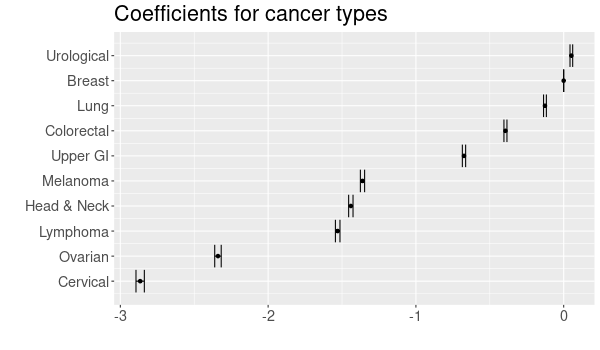 Coefficients for cancer types
Urological
Breast
Lung
Colorectal
Upper GI
Melanoma
Head & Neck
Lymphoma
Ovarian
Cervical
-3 -2 -1 0